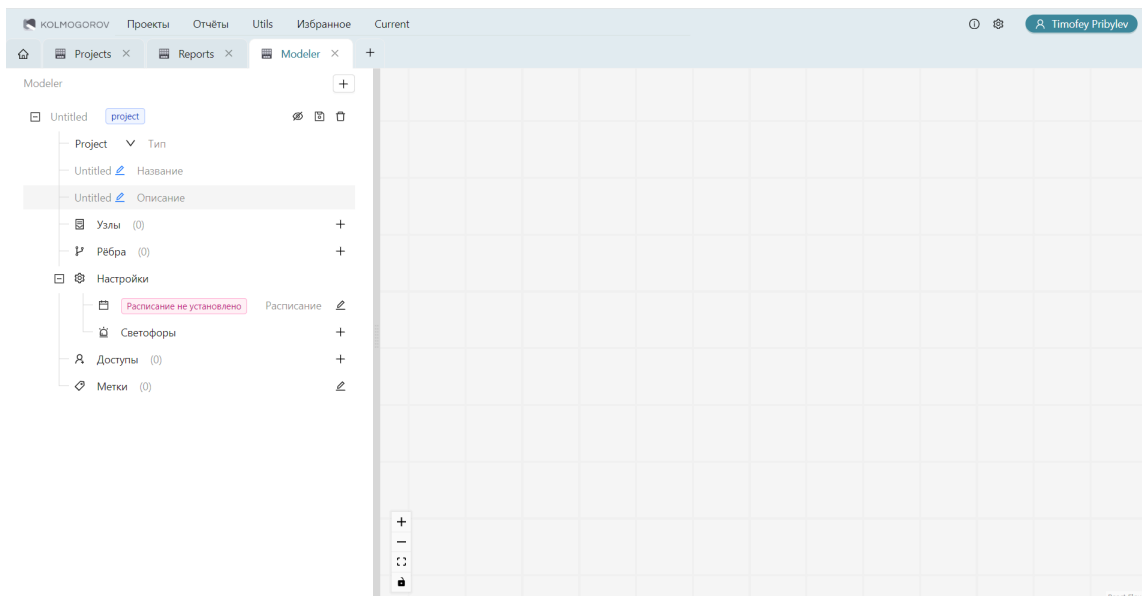 KOLMOGOROV Проекты Отчёты Utils Избранное Current Timofey Pribylev
Projects Reports Modeler
Modeler
Untitled project
Project Тип
Untitled Название
Untitled Описание
Узлы (0)
Рёбра (0)
Настройки
Расписание не установлено Расписание
Светофоры
Доступы (0)
Метки (0)